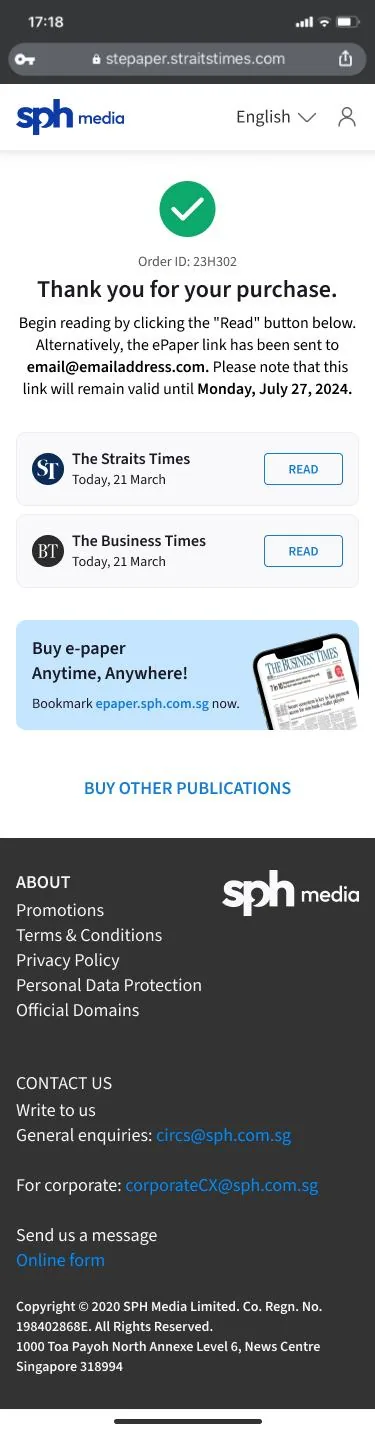 17:18
stepaper.straitstimes.com
sph media
English
Order ID: 23H302
Thank you for your purchase.
Begin reading by clicking the "Read" button below.
Alternatively, the ePaper link has been sent to
email@emailaddress.com. Please note that this
link will remain valid until Monday, July 27, 2024.
ST
The Straits Times
Today, 21 March
READ
BT
The Business Times
Today, 21 March
READ
Buy e-paper
Anytime, Anywhere!
Bookmark epaper.sph.com.sg now.
THE BUSINESS TIMES
BUY OTHER PUBLICATIONS
ABOUT
sph media
Promotions
Terms & Conditions
Privacy Policy
Personal Data Protection
Official Domains
CONTACT US
Write to us
General enquiries: circs@sph.com.sg
For corporate: corporateCX@sph.com.sg
Send us a message
Online form
Copyright © 2020 SPH Media Limited. Co. Regn. No.
198402868E. All Rights Reserved.
1000 Toa Payoh North Annexe Level 6, News Centre
Singapore 318994